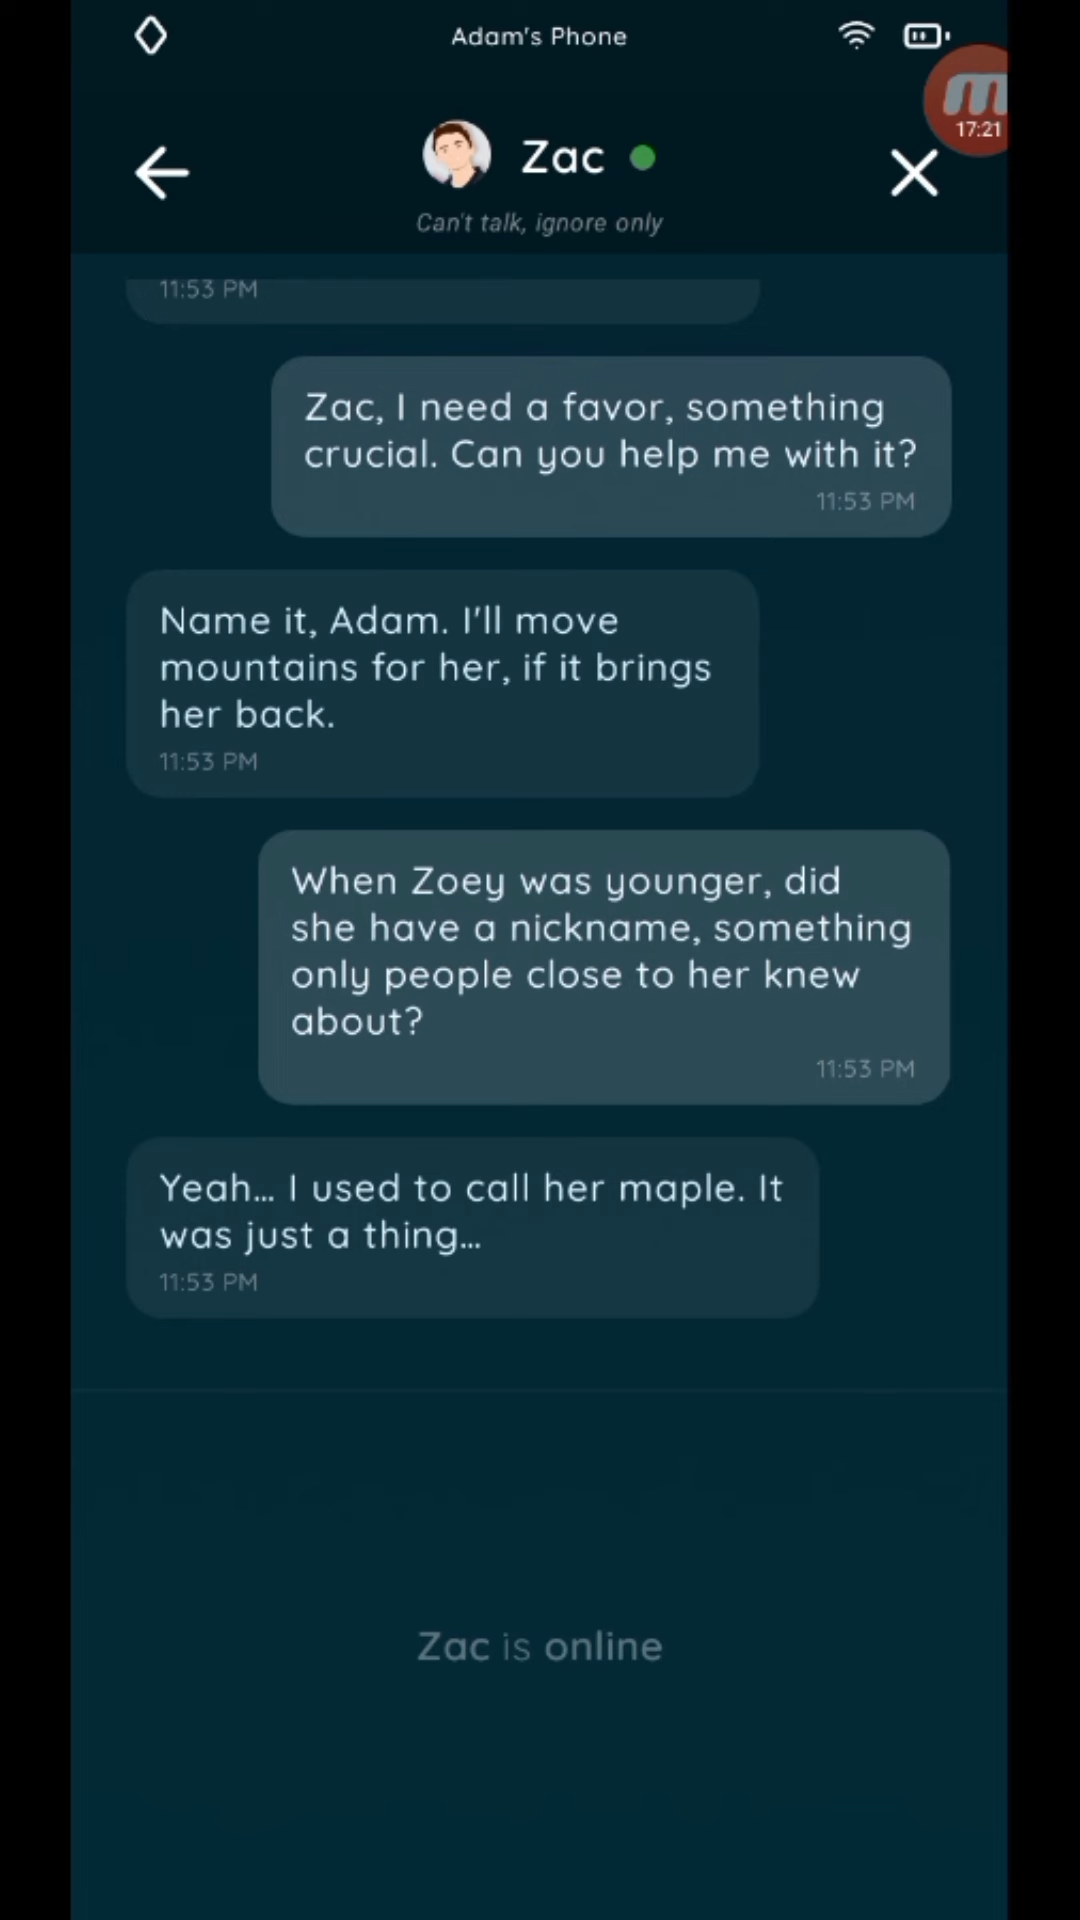 Adam's Phone
17:21
Zac
Can't talk, ignore only
11:53 PM
Zac, I need a favor, something
crucial. Can you help me with it?
11:53 PM
Name it, Adam. I'll move
mountains for her, if it brings
her back.
11:53 PM
When Zoey was younger, did
she have a nickname, something
only people close to her knew
about?
11:53 PM
Yeah... I used to call her maple. It
was just a thing...
11:53 PM
Zac is online